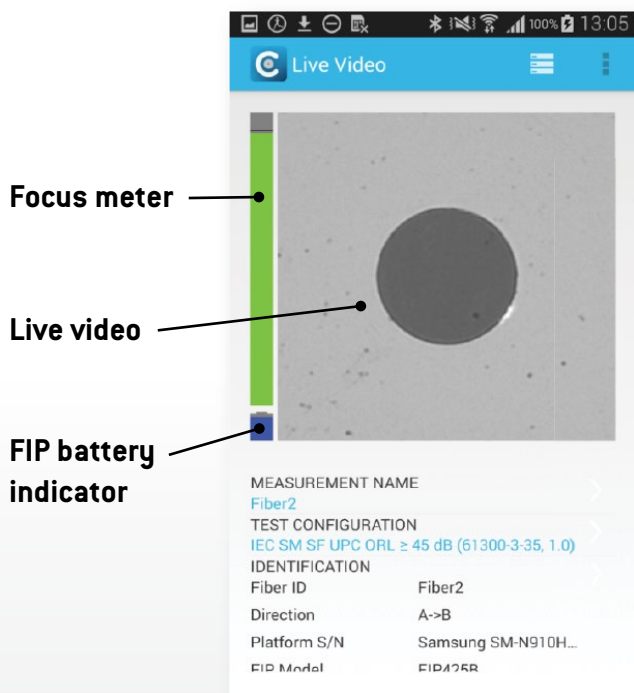 100% 13:05
Live Video
Focus meter
Live video
FIP battery
indicator
MEASUREMENT NAME
Fiber2
TEST CONFIGURATION
IEC SM SF UPC ORL ≥ 45 dB (61300-3-35, 1.0)
IDENTIFICATION
Fiber ID Fiber2
Direction A->B
Platform S/N Samsung SM-N910H...
FIP Model FIP425B